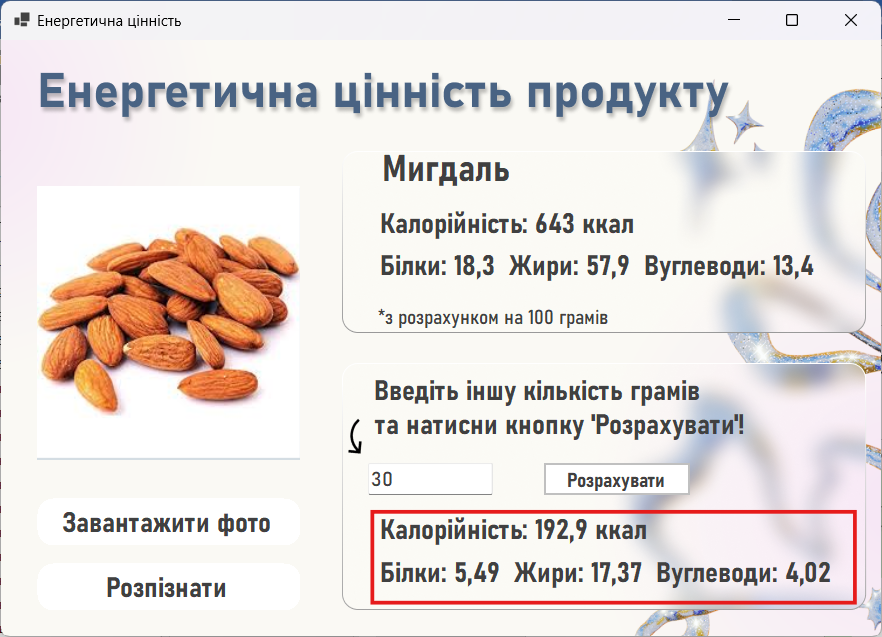 Енергетична цінність
Енергетична цінність продукту
Мигдаль
Калорійність: 643 ккал
Білки: 18,3 Жири: 57,9 Вуглеводи: 13,4
*з розрахунком на 100 грамів
Введіть іншу кількість грамів
та натисни кнопку 'Розрахувати'!
30
Розрахувати
Калорійність: 192,9 ккал
Білки: 5,49 Жири: 17,37 Вуглеводи: 4,02
Завантажити фото
Розпізнати